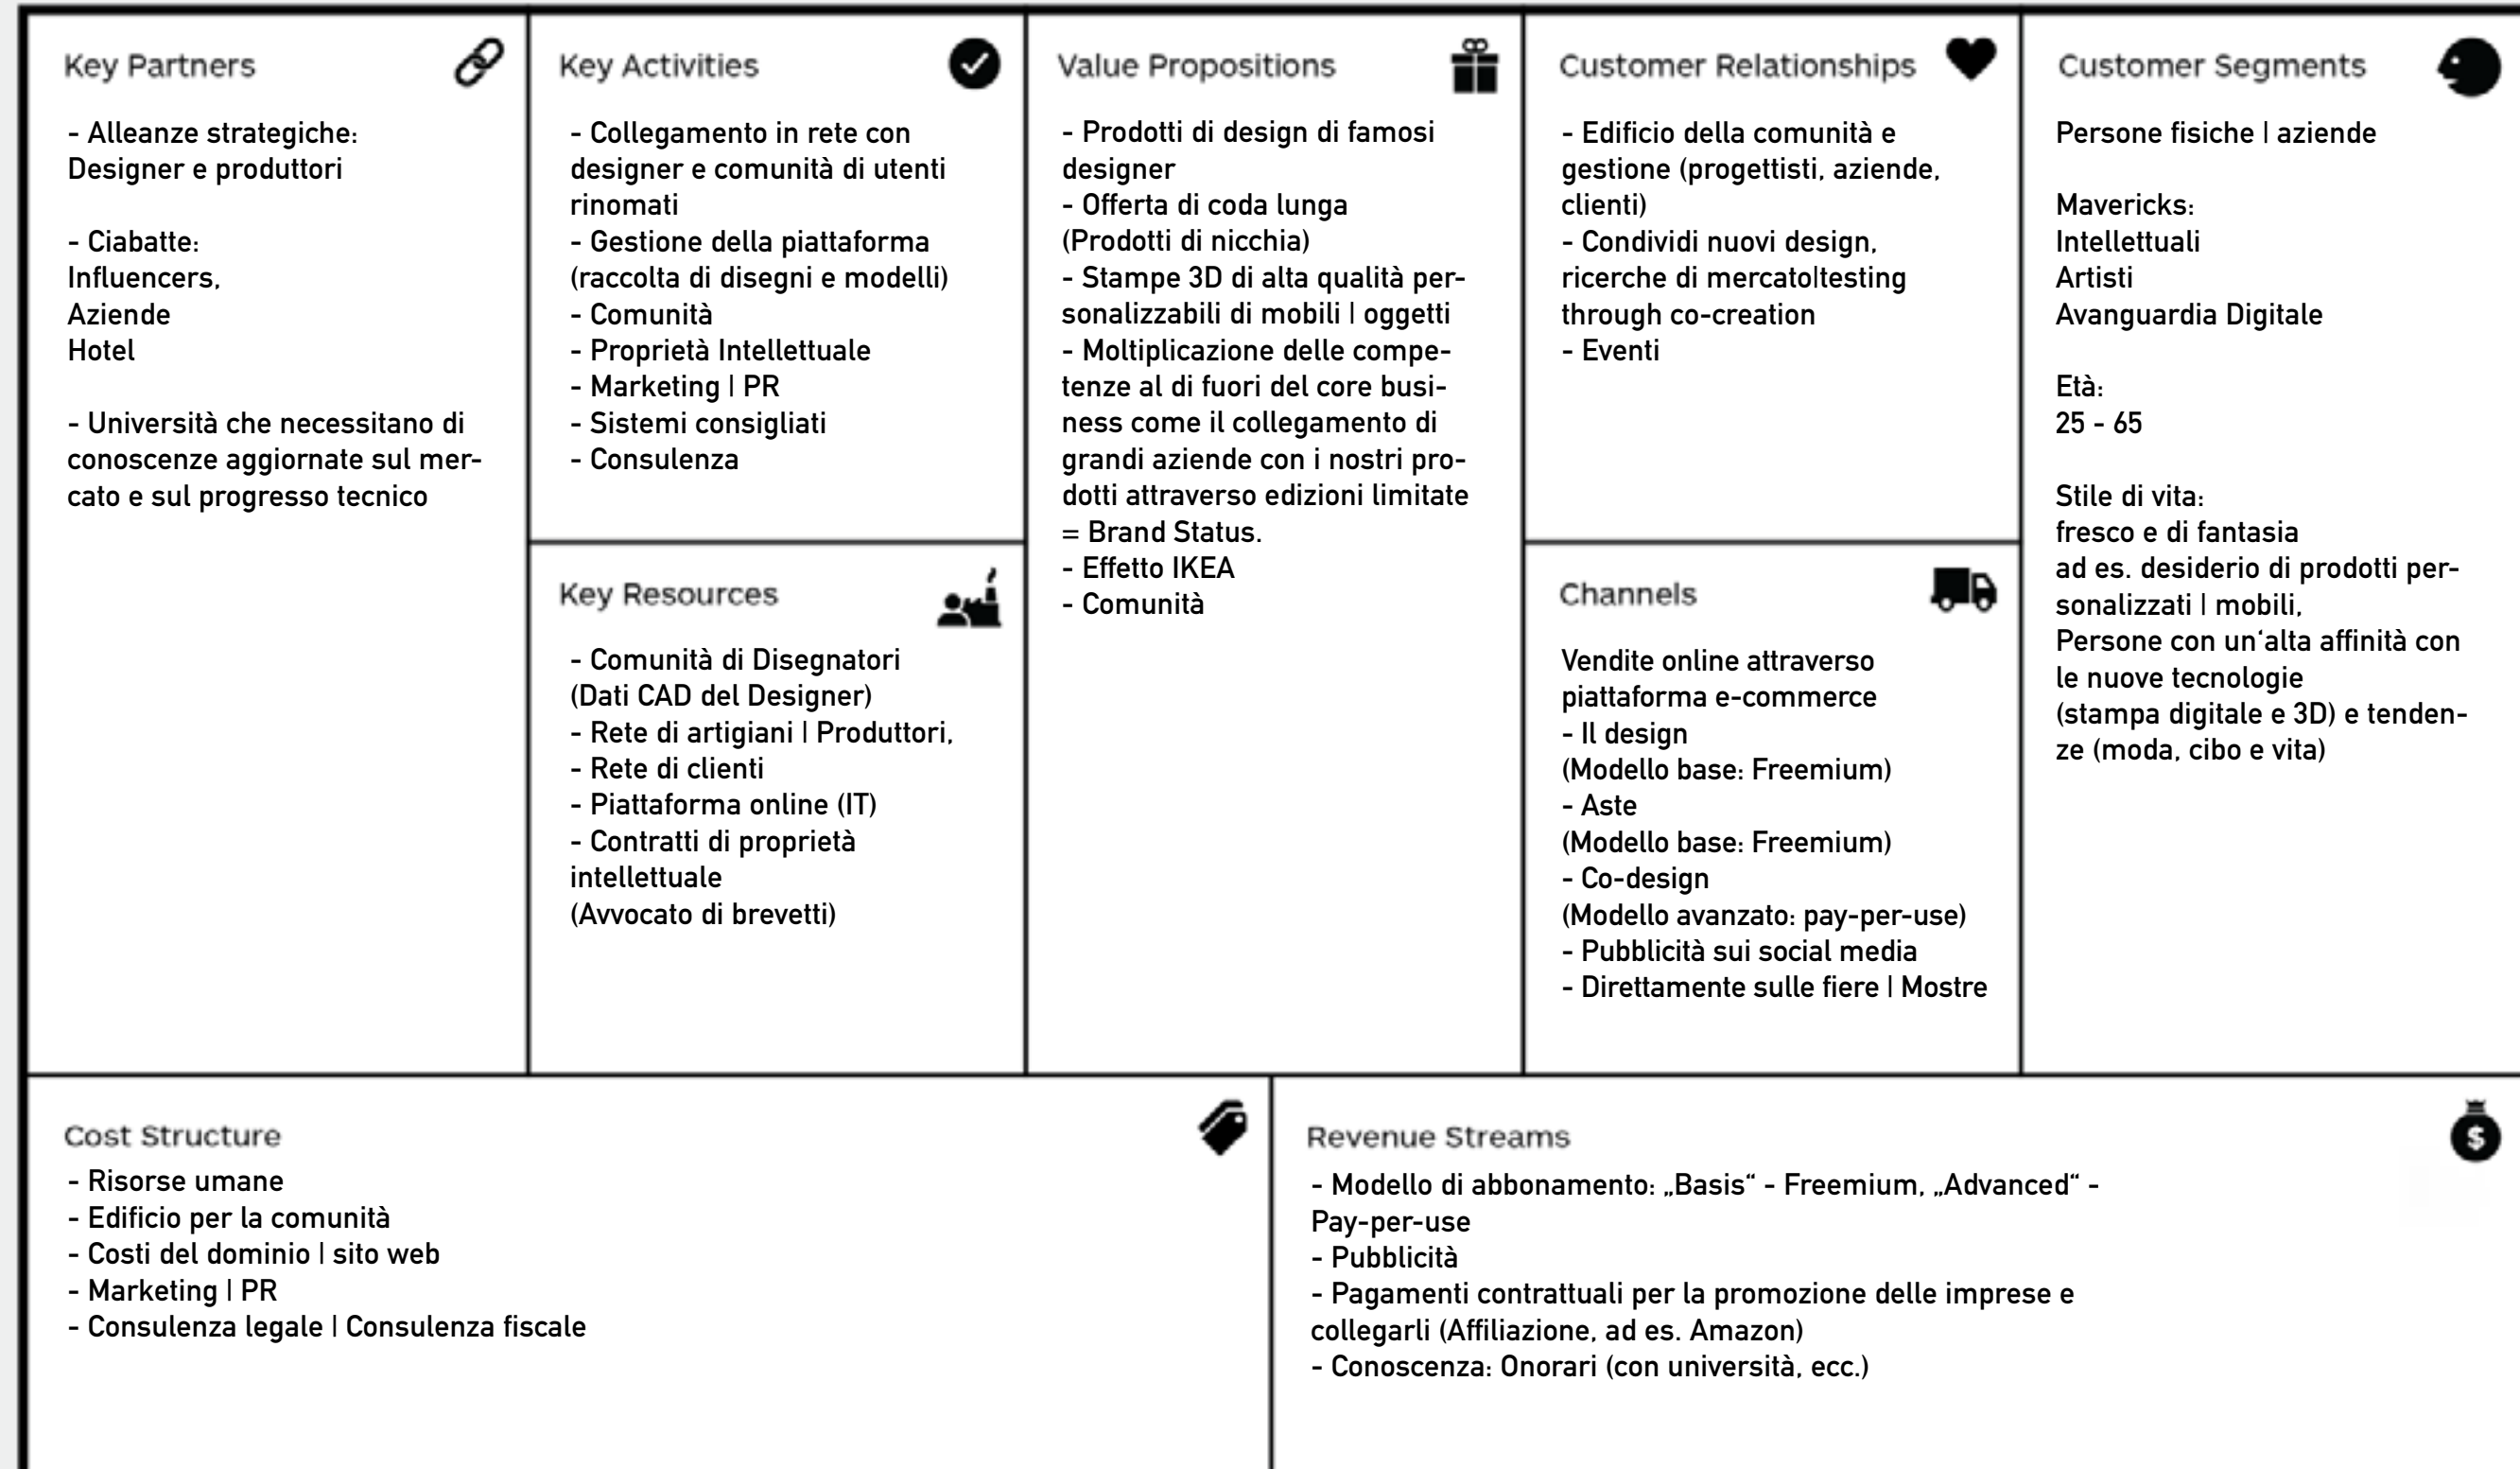 Key Partners
- Alleanze strategiche:
Designer e produttori
- Ciabatte:
Influencers,
Aziende
Hotel
- Università che necessitano di
conoscenze aggiornate sul mer-
cato e sul progresso tecnico
Key Activities
- Collegamento in rete con
designer e comunità di utenti
rinomati
- Gestione della piattaforma
(raccolta di disegni e modelli)
- Comunità
- Proprietà Intellettuale
- Marketing | PR
- Sistemi consigliati
- Consulenza
Key Resources
- Comunità di Disegnatori
(Dati CAD del Designer)
- Rete di artigiani | Produttori,
- Rete di clienti
- Piattaforma online (IT)
- Contratti di proprietà
intellettuale
(Avvocato di brevetti)
Value Propositions
- Prodotti di design di famosi
designer
- Offerta di coda lunga
(Prodotti di nicchia)
- Stampe 3D di alta qualità per-
sonalizzabili di mobili | oggetti
- Moltiplicazione delle compe-
tenze al di fuori del core busi-
ness come il collegamento di
grandi aziende con i nostri pro-
dotti attraverso edizioni limitate
= Brand Status.
- Effetto IKEA
- Comunità
Customer Relationships
- Edificio della comunità e
gestione (progettisti, aziende,
clienti)
- Condividi nuovi design,
ricerche di mercato|testing
through co-creation
- Eventi
Channels
Vendite online attraverso
piattaforma e-commerce
- Il design
(Modello base: Freemium)
- Aste
(Modello base: Freemium)
- Co-design
(Modello avanzato: pay-per-use)
- Pubblicità sui social media
- Direttamente sulle fiere | Mostre
Customer Segments
Persone fisiche | aziende
Mavericks:
Intellettuali
Artisti
Avanguardia Digitale
Età:
25 - 65
Stile di vita:
fresco e di fantasia
ad es. desiderio di prodotti per-
sonalizzati | mobili,
Persone con un‘alta affinità con
le nuove tecnologie
(stampa digitale e 3D) e tenden-
ze (moda, cibo e vita)
Cost Structure
- Risorse umane
- Edificio per la comunità
- Costi del dominio | sito web
- Marketing | PR
- Consulenza legale | Consulenza fiscale
Revenue Streams
$
- Modello di abbonamento: „Basis“ - Freemium, „Advanced“ -
Pay-per-use
- Pubblicità
- Pagamenti contrattuali per la promozione delle imprese e
collegarli (Affiliazione, ad es. Amazon)
- Conoscenza: Onorari (con università, ecc.)